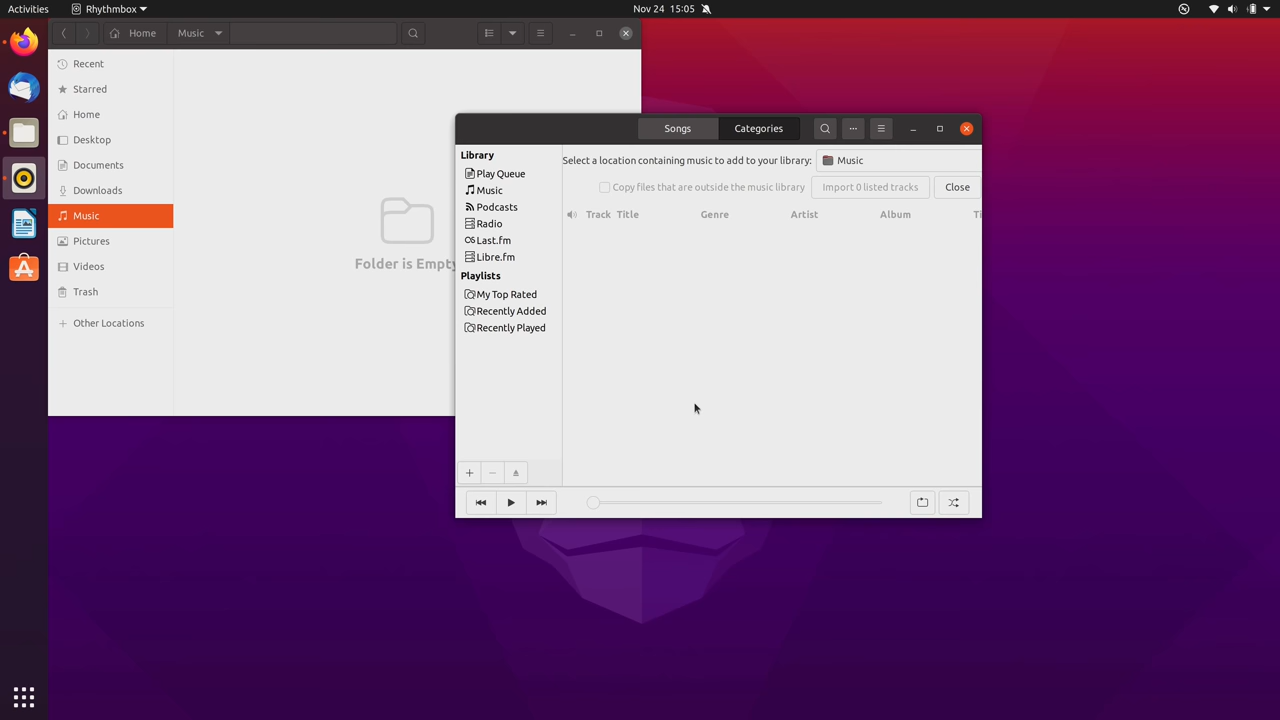 Activities Rhythmbox Nov 24 15:05
Home Music
Recent
Starred
Home
Desktop
Documents
Downloads
Music
Pictures
Videos
Trash
Other Locations
Folder is Empty
Songs Categories
Library
Play Queue
Music
Podcasts
Radio
Last.fm
Libre.fm
Playlists
My Top Rated
Recently Added
Recently Played
Select a location containing music to add to your library: Music
Copy files that are outside the music library Import 0 listed tracks Close
Track Title Genre Artist Album Ti